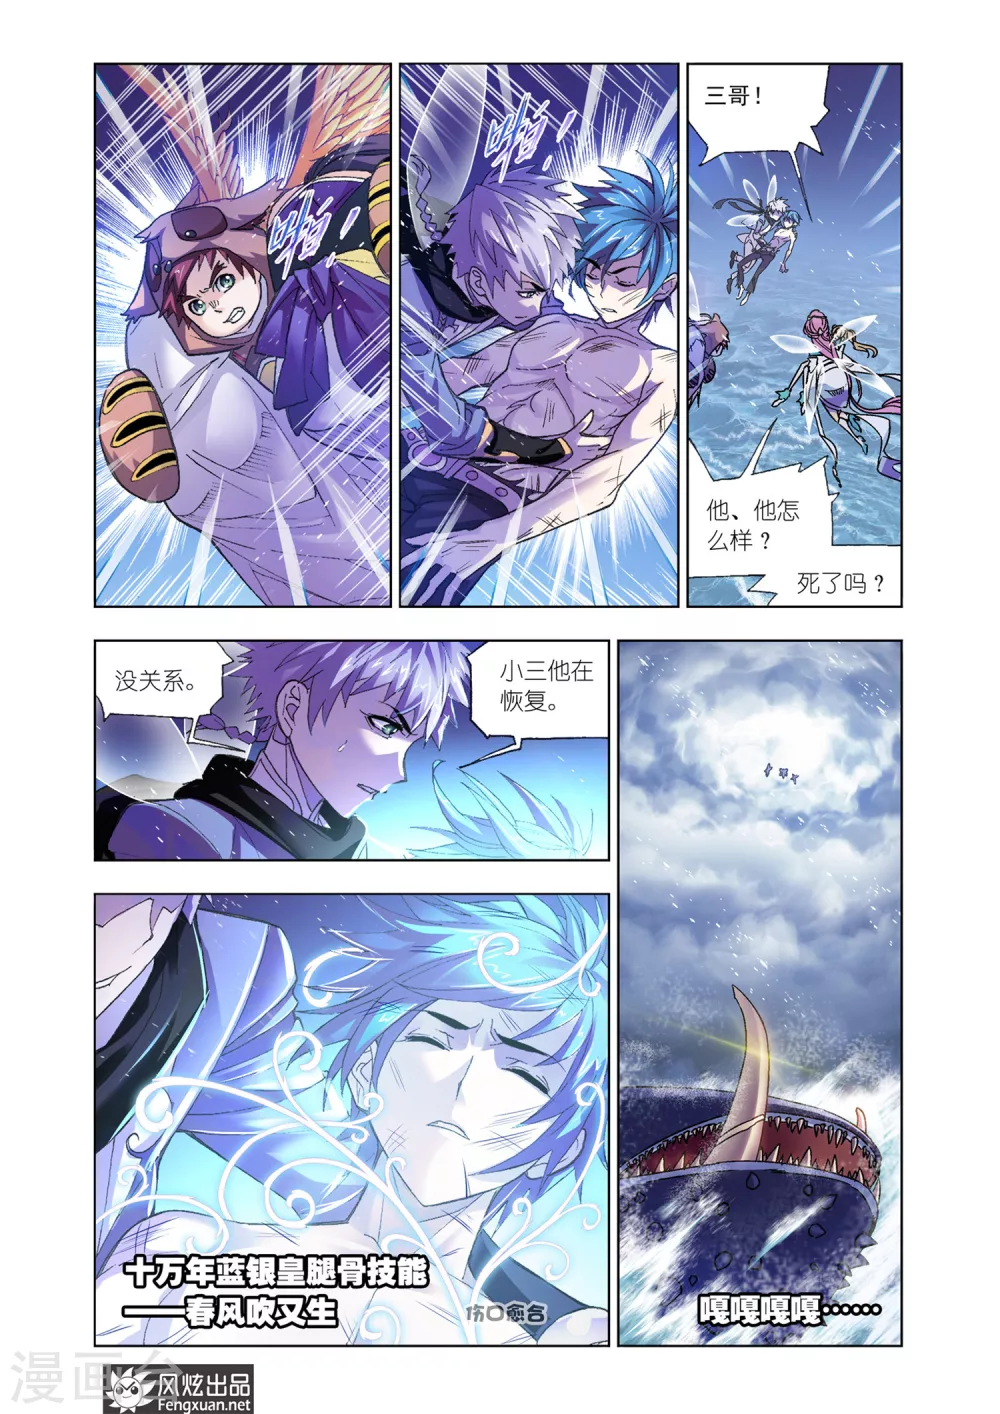 啪！
啪！
三哥！
他、他怎
么样？
死了吗？
没关系。
小三他在
恢复。
十万年蓝银皇腿骨技能
——春风吹又生
伤口愈合
嘎嘎嘎嘎……
漫画台
风炫出品
Fengxuan.net